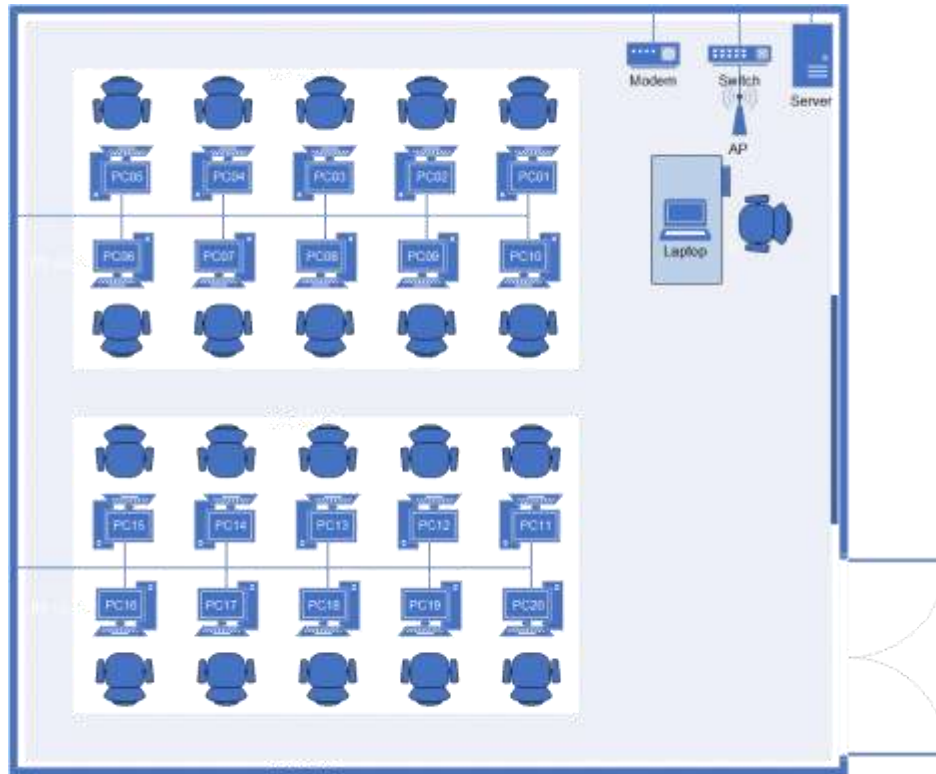 Modem
Switch
Server
AP
PC05 PC04 PC03 PC02 PC01
Laptop
PC06 PC07 PC08 PC09 PC10
PC15 PC14 PC13 PC12 PC11
PC16 PC17 PC18 PC19 PC20